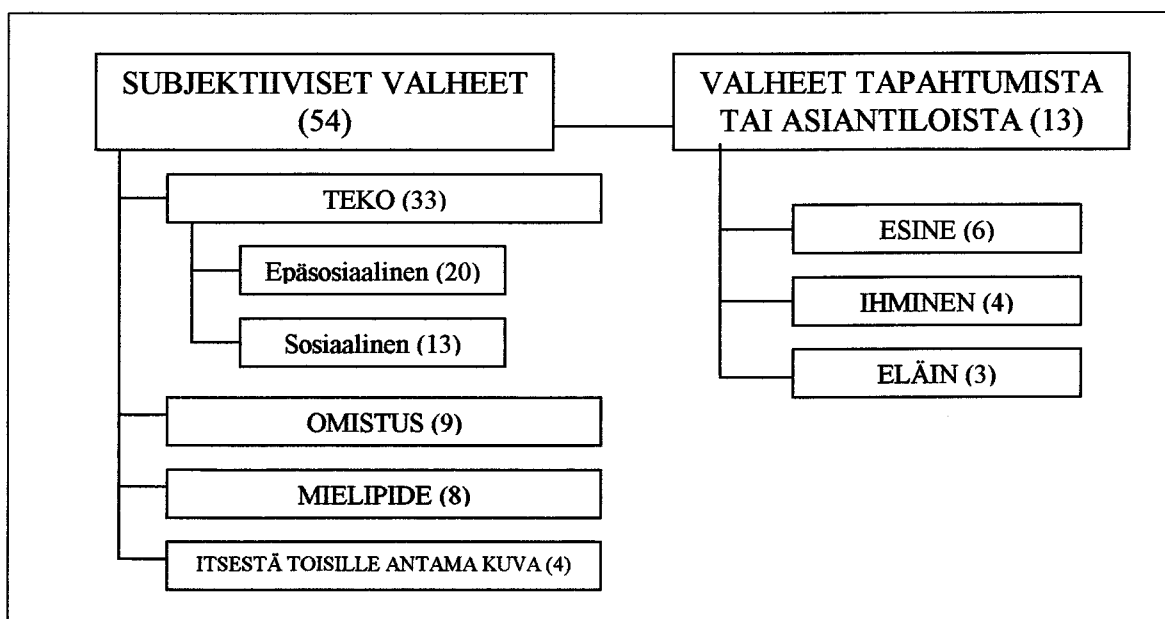 SUBJEKTIIVISET VALHEET
(54)
TEKO (33)
Epäsosiaalinen (20)
Sosiaalinen (13)
OMISTUS (9)
MIELIPIDE (8)
ITSESTÄ TOISILLE ANTAMA KUVA (4)
VALHEET TAPAHTUMISTA
TAI ASIANTILOISTA (13)
ESINE (6)
IHMINEN (4)
ELÄIN (3)